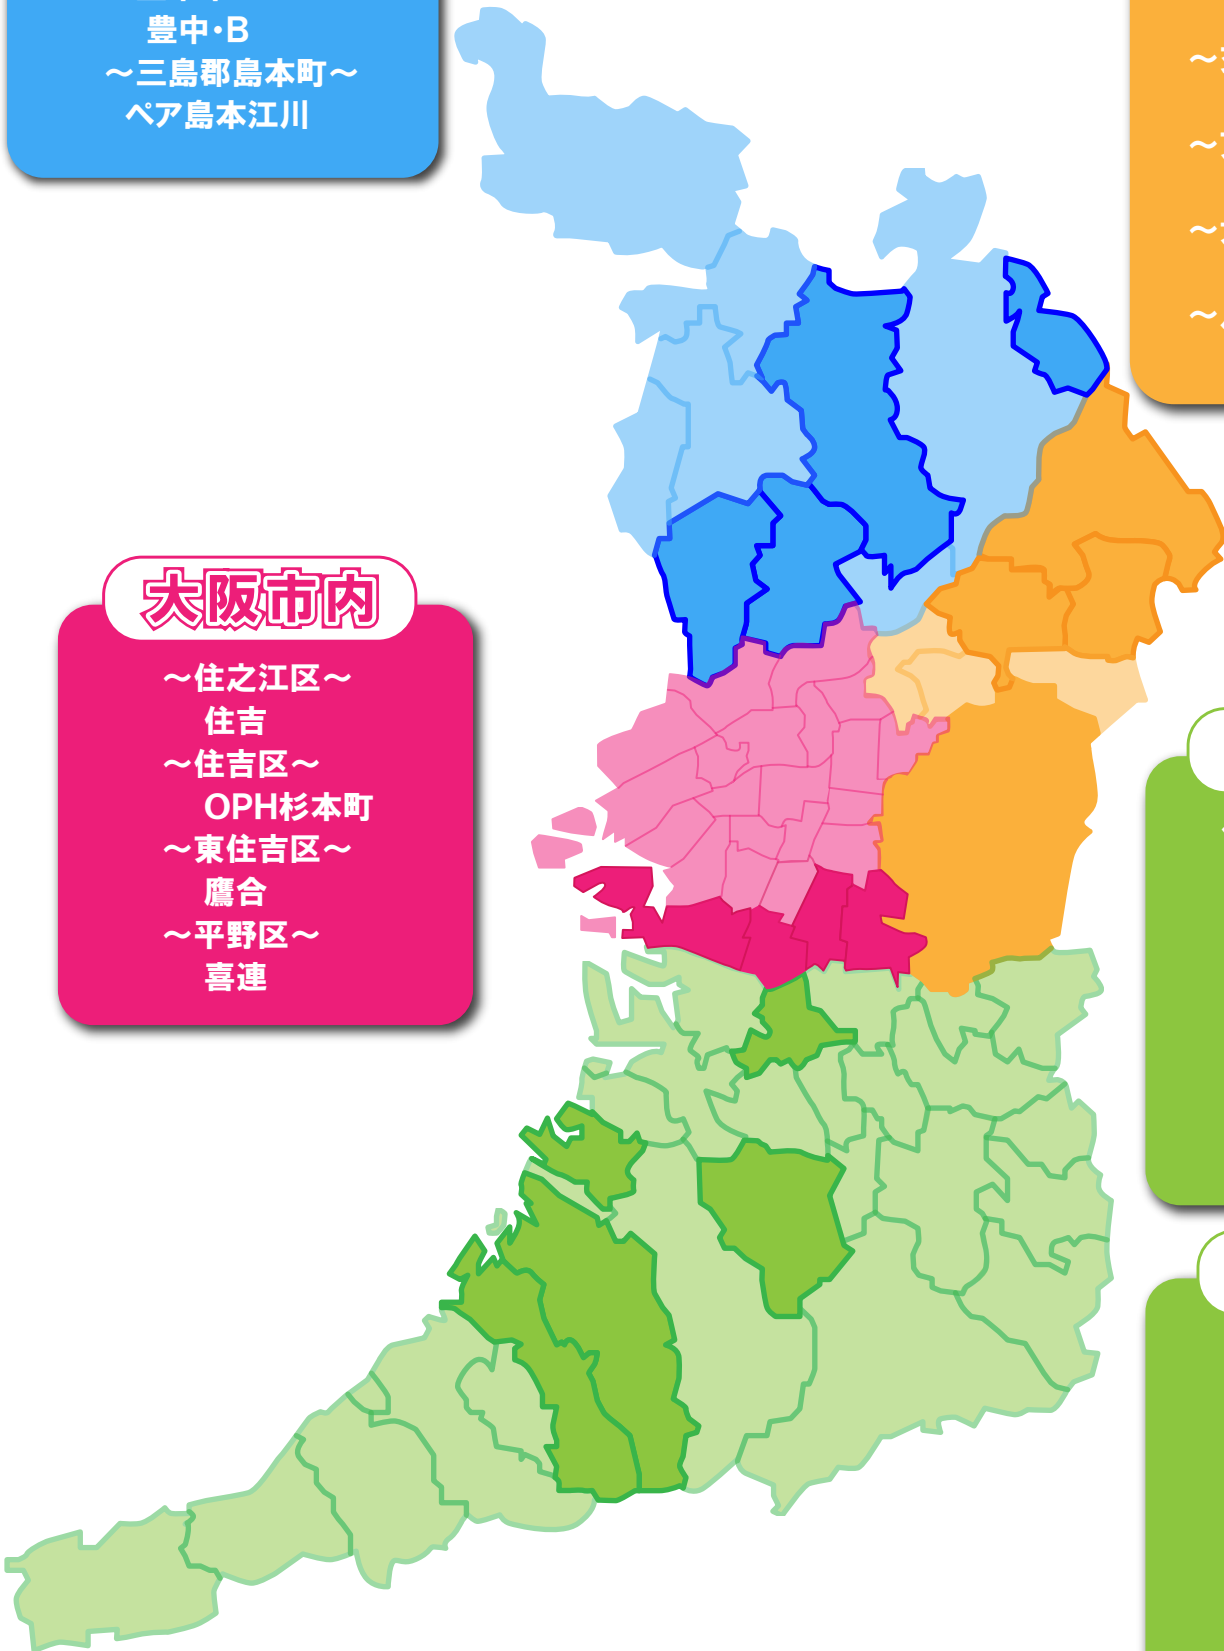 豊中・B
～三島郡島本町～
ペア島本江川
大阪市内
～住之江区～
住吉
～住吉区～
OPH杉本町
～東住吉区～
鷹合
～平野区～
喜連